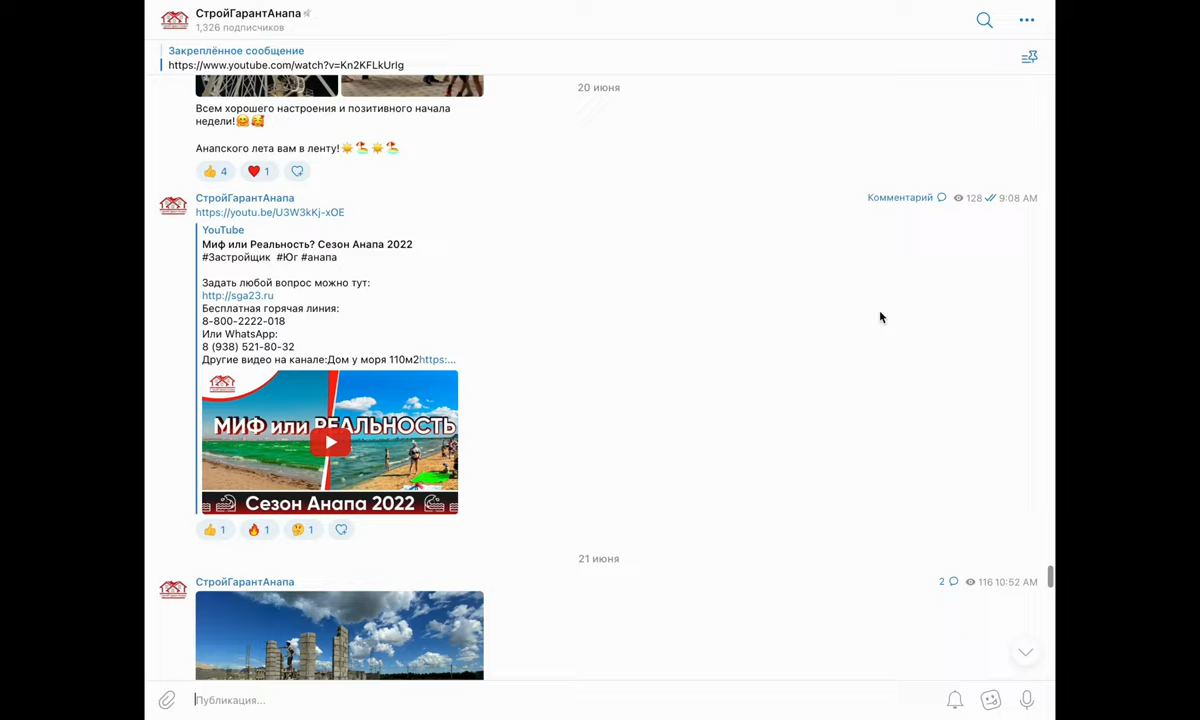 СтройГарантАнапа
1,326 подписчиков
Закреплённое сообщение
https://www.youtube.com/watch?v=Kn2KFLkUrIg
20 июня
Всем хорошего настроения и позитивного начала
недели!🤗🥰
Анапского лета вам в ленту!☀️🏖☀️🏖
👍 4 ❤️ 1
СтройГарантАнапа
Комментарий 128 9:08 AM
https://youtu.be/U3W3kKj-xOE
YouTube
Миф или Реальность? Сезон Анапа 2022
#Застройщик #Юг #анапа
Задать любой вопрос можно тут:
http://sga23.ru
Бесплатная горячая линия:
8-800-2222-018
Или WhatsApp:
8 (938) 521-80-32
Другие видео на канале:Дом у моря 110м2https:...
МИФ или РЕАЛЬНОСТЬ
Сезон Анапа 2022
👍 1 🔥 1 🤔 1
21 июня
СтройГарантАнапа
2 116 10:52 AM
Публикация...